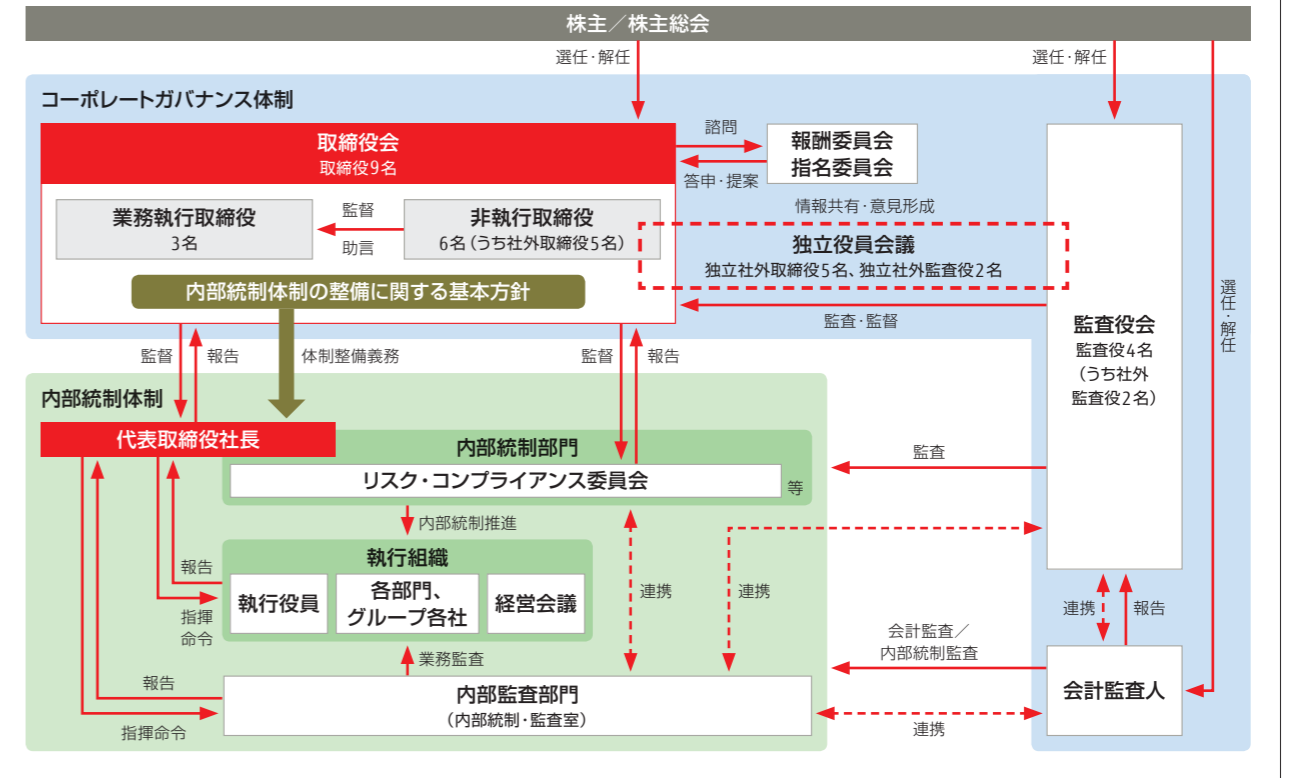 株主／株主総会
選任・解任
選任・解任
コーポレートガバナンス体制
取締役会
取締役9名
諮問
答申・提案
報酬委員会
指名委員会
業務執行取締役
3名
監督
助言
非執行取締役
6名（うち社外取締役5名）
情報共有・意見形成
独立役員会議
独立社外取締役5名、独立社外監査役2名
内部統制体制の整備に関する基本方針
監査・監督
監査役会
監査役4名
（うち社外
監査役2名）
選任・解任
監督
報告
体制整備義務
監督
報告
内部統制体制
代表取締役社長
内部統制部門
リスク・コンプライアンス委員会
等
監査
内部統制推進
執行組織
執行役員
各部門、
グループ各社
経営会議
報告
指揮
命令
連携
連携
連携
報告
業務監査
会計監査／
内部統制監査
報告
指揮命令
内部監査部門
（内部統制・監査室）
連携
会計監査人